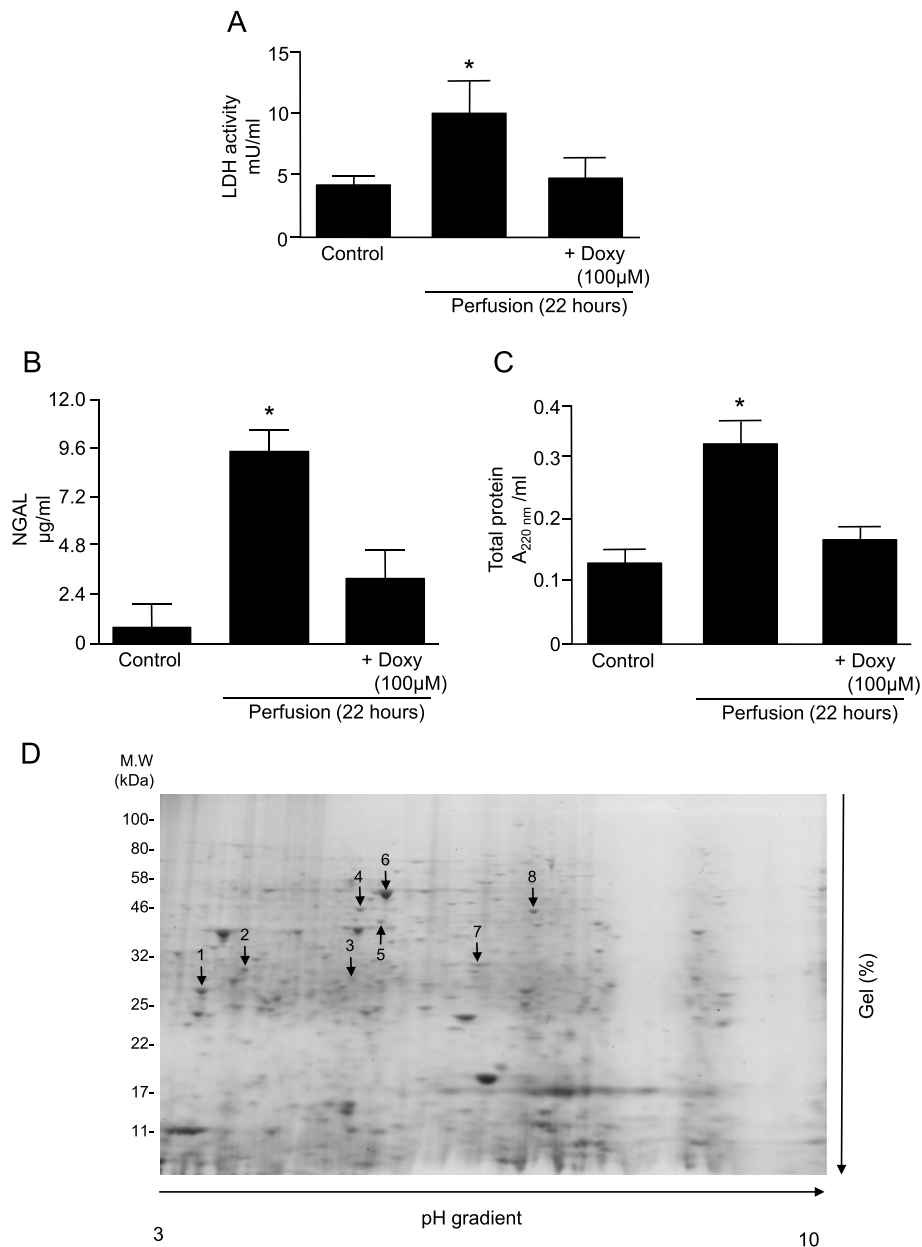 A
15
10
5
0
LDH activity
mU/ml
*
Control
+ Doxy
(100µM)
Perfusion (22 hours)
B
12.0
9.6
7.2
4.8
2.4
0
NGAL
µg/ml
*
Control
+ Doxy
(100µM)
Perfusion (22 hours)
C
0.4
0.3
0.2
0.1
0
Total protein
A220 nm /ml
*
Control
+ Doxy
(100µM)
Perfusion (22 hours)
D
M.W
(kDa)
100-
80-
58-
46-
32-
25-
22-
17-
11-
1
2
3
4
5
6
7
8
Gel (%)
pH gradient
3
10